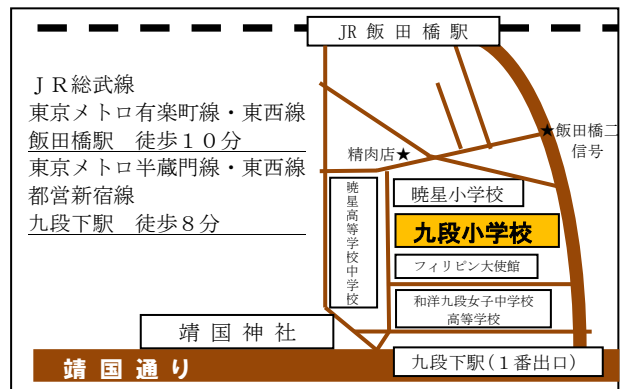 JR 飯田橋駅
ＪＲ総武線
東京メトロ有楽町線・東西線
飯田橋駅　徒歩１０分
東京メトロ半蔵門線・東西線
都営新宿線
九段下駅　徒歩８分
★飯田橋二
信号
精肉店★
暁星高等学校中学校
暁星小学校
九段小学校
フィリピン大使館
和洋九段女子中学校
高等学校
靖国神社
九段下駅(１番出口)
靖国通り